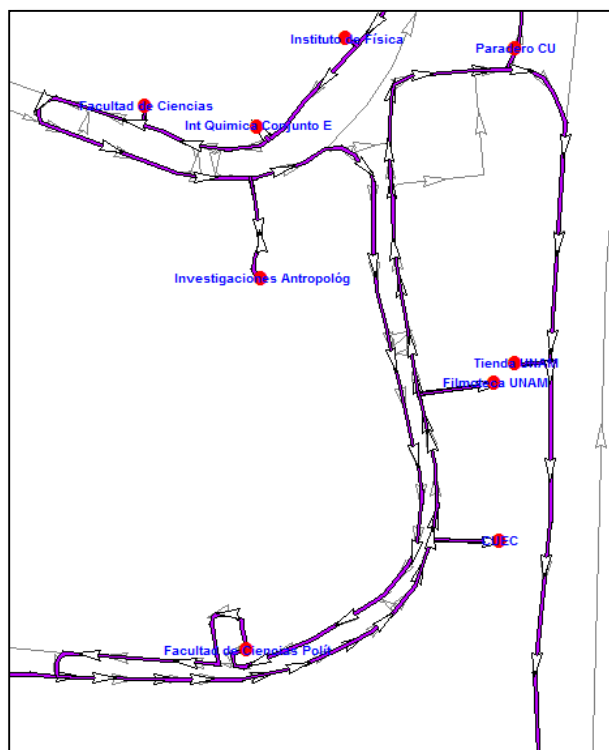 Instituto de Física
Paradero CU
Facultad de Ciencias
Int Quimica Conjunto E
Investigaciones Antropológ
Tienda UNAM
Filmoteca UNAM
CUEC
Facultad de Ciencias Polít